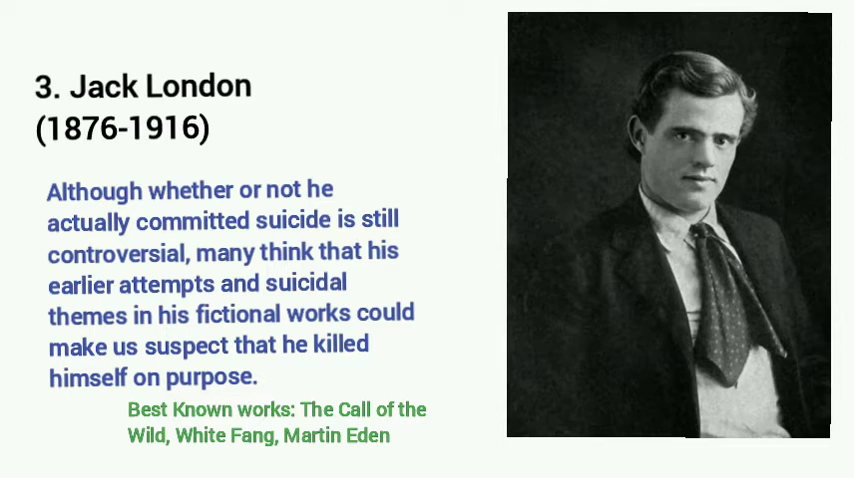 3. Jack London
(1876-1916)
Although whether or not he
actually committed suicide is still
controversial, many think that his
earlier attempts and suicidal
themes in his fictional works could
make us suspect that he killed
himself on purpose.
Best Known works: The Call of the
Wild, White Fang, Martin Eden